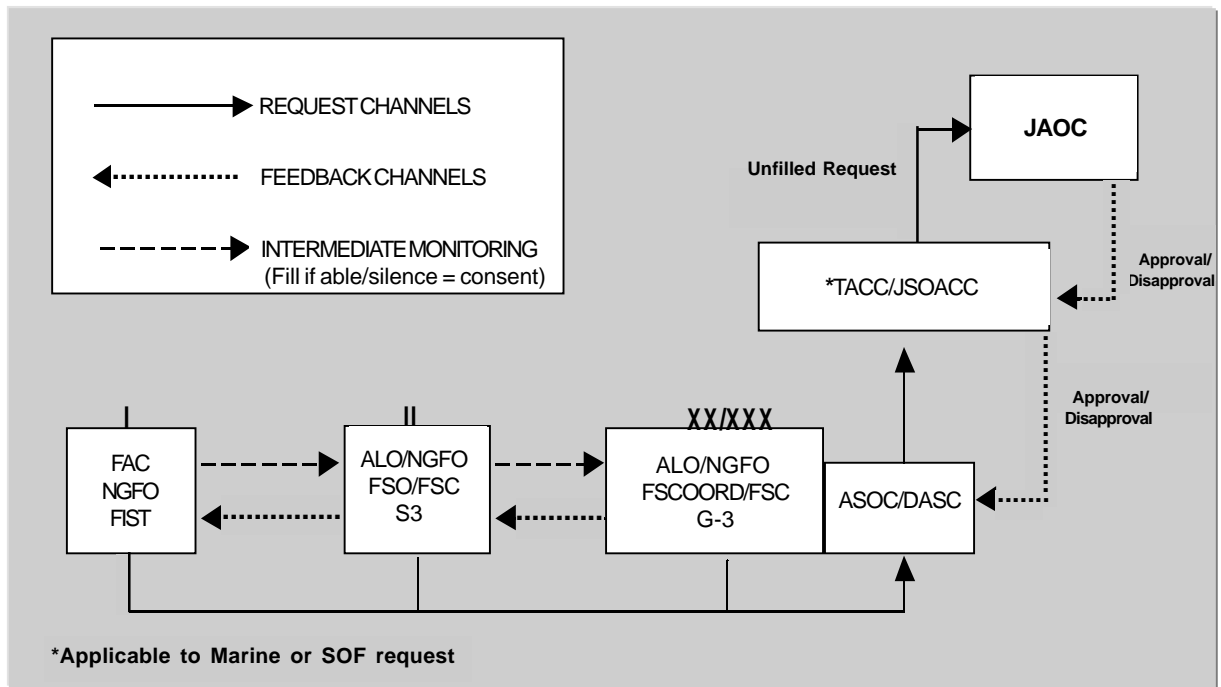 REQUEST CHANNELS
FEEDBACK CHANNELS
INTERMEDIATE MONITORING
(Fill if able/silence = consent)
JAOC
Unfilled Request
Approval/
Disapproval
*TACC/JSOACC
Approval/
Disapproval
I
FAC
NGFO
FIST
II
ALO/NGFO
FSO/FSC
S3
XX/XXX
ALO/NGFO
FSCOORD/FSC
G-3
ASOC/DASC
*Applicable to Marine or SOF request